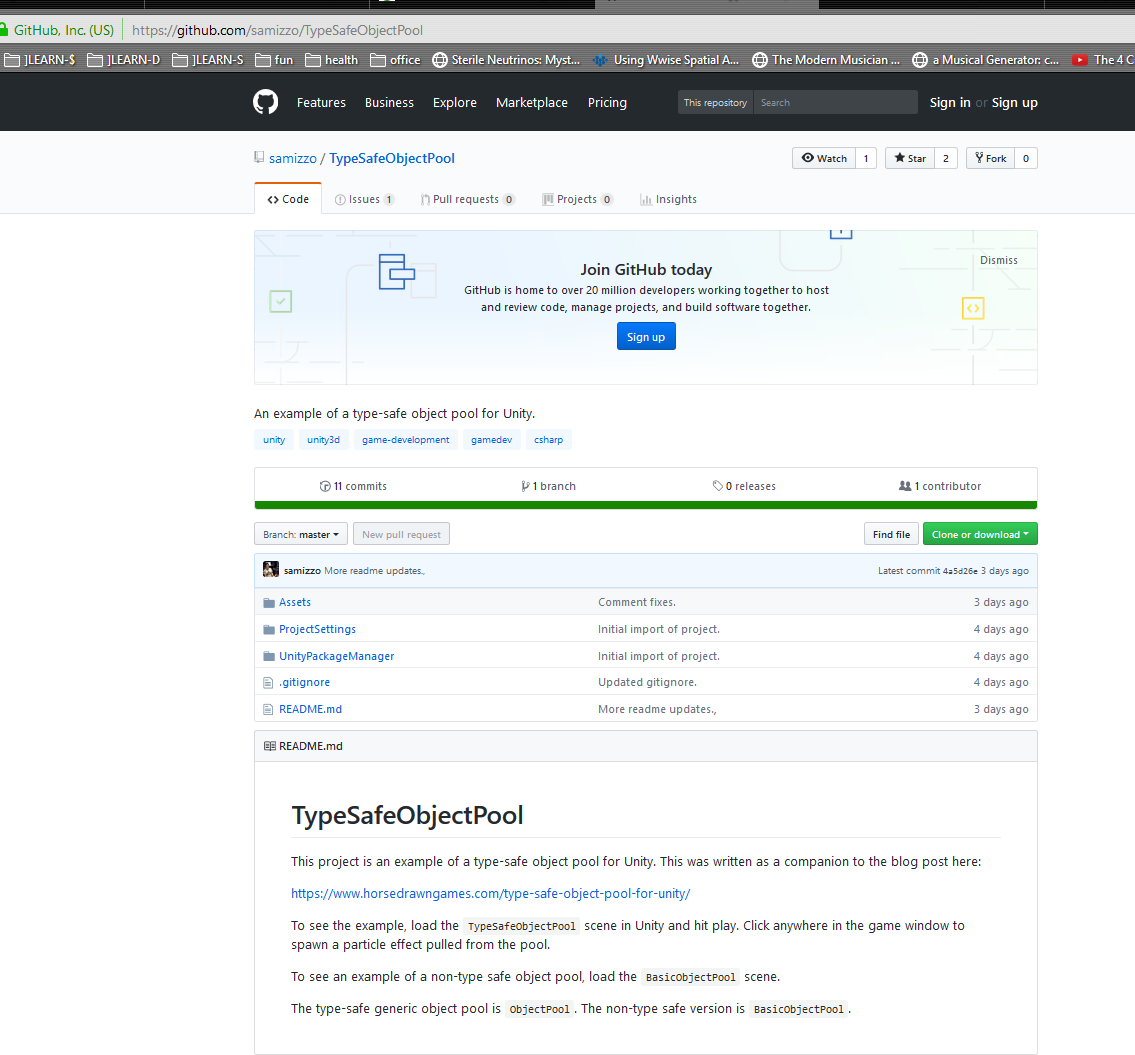 GitHub, Inc. (US) https://github.com/samizzo/TypeSafeObjectPool
]LEARN-$ ]LEARN-D ]LEARN-S fun health office Sterile Neutrinos: Myst... Using Wwise Spatial A... The Modern Musician ... a Musical Generator: c... The 4 C
Features Business Explore Marketplace Pricing This repository Search Sign in or Sign up
samizzo / TypeSafeObjectPool Watch 1 Star 2 Fork 0
Code Issues 1 Pull requests 0 Projects 0 Insights
Dismiss
Join GitHub today
GitHub is home to over 20 million developers working together to host
and review code, manage projects, and build software together.
Sign up
An example of a type-safe object pool for Unity.
unity unity3d game-development gamedev csharp
11 commits 1 branch 0 releases 1 contributor
Branch: master New pull request Find file Clone or download
samizzo More readme updates., Latest commit 4a5d26e 3 days ago
Assets Comment fixes. 3 days ago
ProjectSettings Initial import of project. 4 days ago
UnityPackageManager Initial import of project. 4 days ago
.gitignore Updated gitignore. 4 days ago
README.md More readme updates., 3 days ago
README.md
TypeSafeObjectPool
This project is an example of a type-safe object pool for Unity. This was written as a companion to the blog post here:
https://www.horsedrawngames.com/type-safe-object-pool-for-unity/
To see the example, load the TypeSafeObjectPool scene in Unity and hit play. Click anywhere in the game window to
spawn a particle effect pulled from the pool.
To see an example of a non-type safe object pool, load the BasicObjectPool scene.
The type-safe generic object pool is ObjectPool. The non-type safe version is BasicObjectPool.